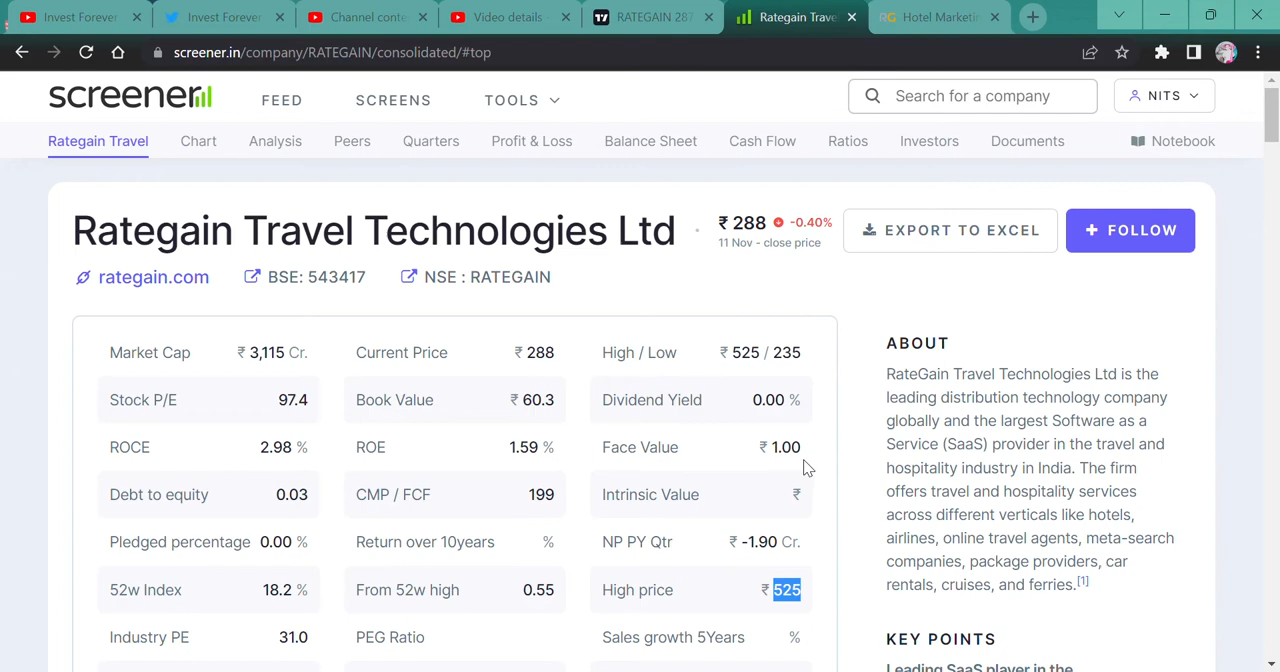 Invest Forever
Invest Forever
Channel conte
Video details -
RATEGAIN 287
Rategain Trave
Hotel Marketin
screener.in/company/RATEGAIN/consolidated/#top
screener
FEED
SCREENS
TOOLS
Search for a company
NITS
Rategain Travel
Chart
Analysis
Peers
Quarters
Profit & Loss
Balance Sheet
Cash Flow
Ratios
Investors
Documents
Notebook
Rategain Travel Technologies Ltd
₹ 288 -0.40%
11 Nov - close price
EXPORT TO EXCEL
+ FOLLOW
rategain.com
BSE: 543417
NSE : RATEGAIN
Market Cap ₹ 3,115 Cr.
Current Price ₹ 288
High / Low ₹ 525 / 235
Stock P/E 97.4
Book Value ₹ 60.3
Dividend Yield 0.00 %
ROCE 2.98 %
ROE 1.59 %
Face Value ₹ 1.00
Debt to equity 0.03
CMP / FCF 199
Intrinsic Value ₹
Pledged percentage 0.00 %
Return over 10years %
NP PY Qtr ₹ -1.90 Cr.
52w Index 18.2 %
From 52w high 0.55
High price ₹ 525
Industry PE 31.0
PEG Ratio
Sales growth 5Years %
ABOUT
RateGain Travel Technologies Ltd is the
leading distribution technology company
globally and the largest Software as a
Service (SaaS) provider in the travel and
hospitality industry in India. The firm
offers travel and hospitality services
across different verticals like hotels,
airlines, online travel agents, meta-search
companies, package providers, car
rentals, cruises, and ferries.[1]
KEY POINTS
Leading SaaS player in the